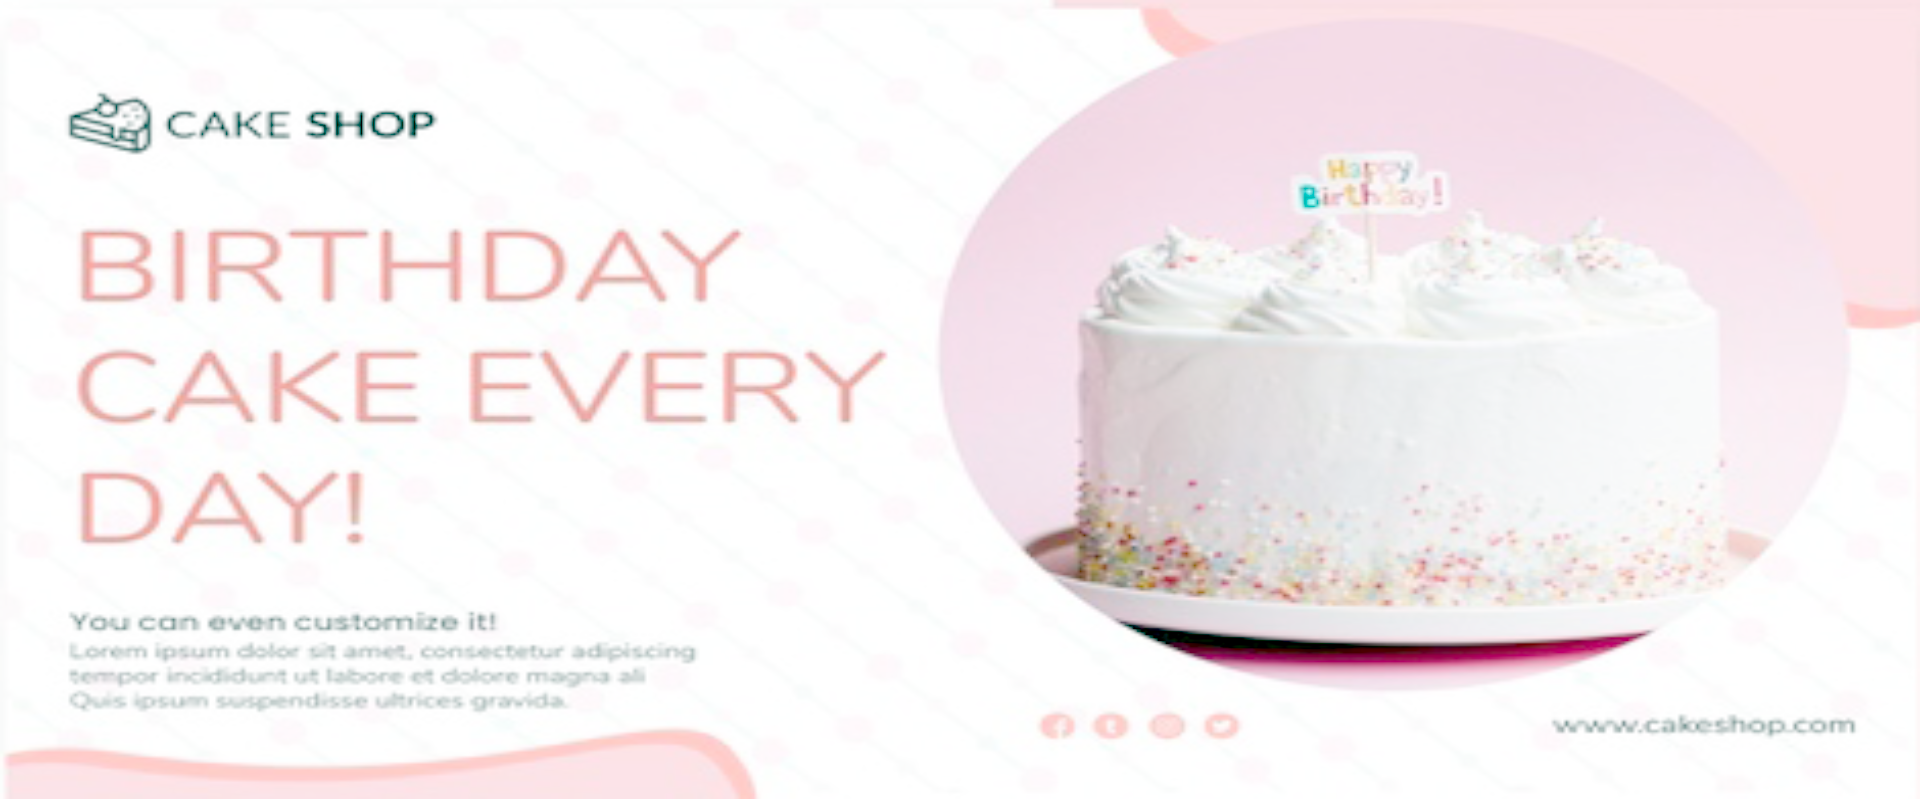 CAKE SHOP
BIRTHDAY
CAKE EVERY
DAY!
You can even customize it!
Lorem ipsum dolor sit amet, consectetur adipiscing
tempor incididunt ut labore et dolore magna ali
Quis ipsum suspendisse ultrices gravida.
Happy
Birthday!
www.cakeshop.com